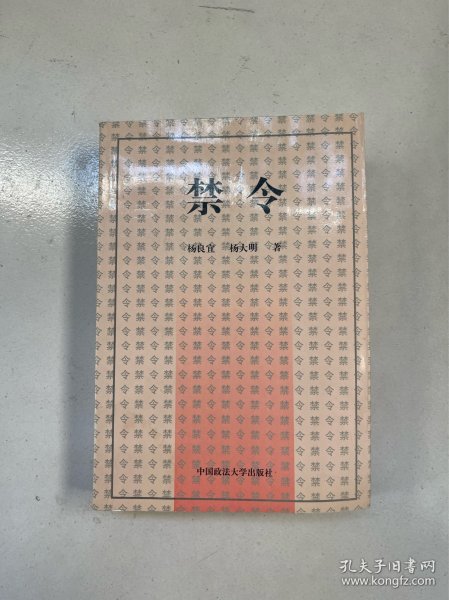 禁令
杨良宜 杨大明 著
中国政法大学出版社
孔夫子旧书网
www.kongfz.com